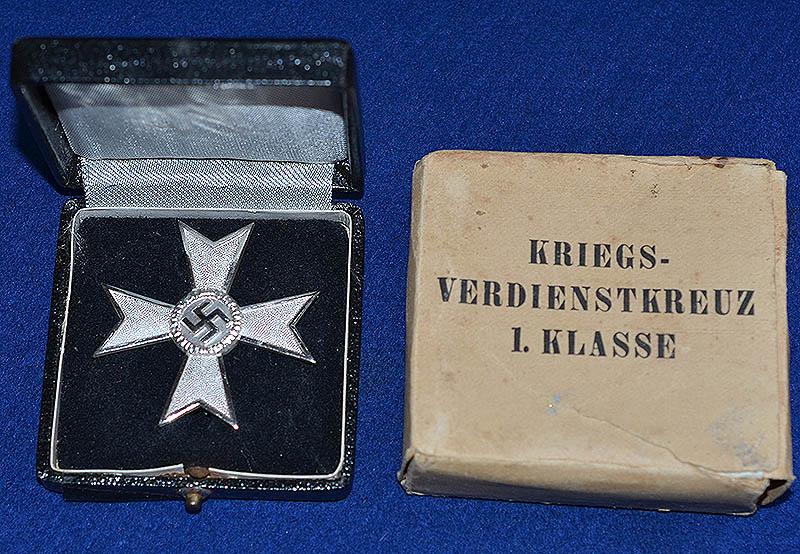 KRIEGS-
VERDIENSTKREUZ
1. KLASSE